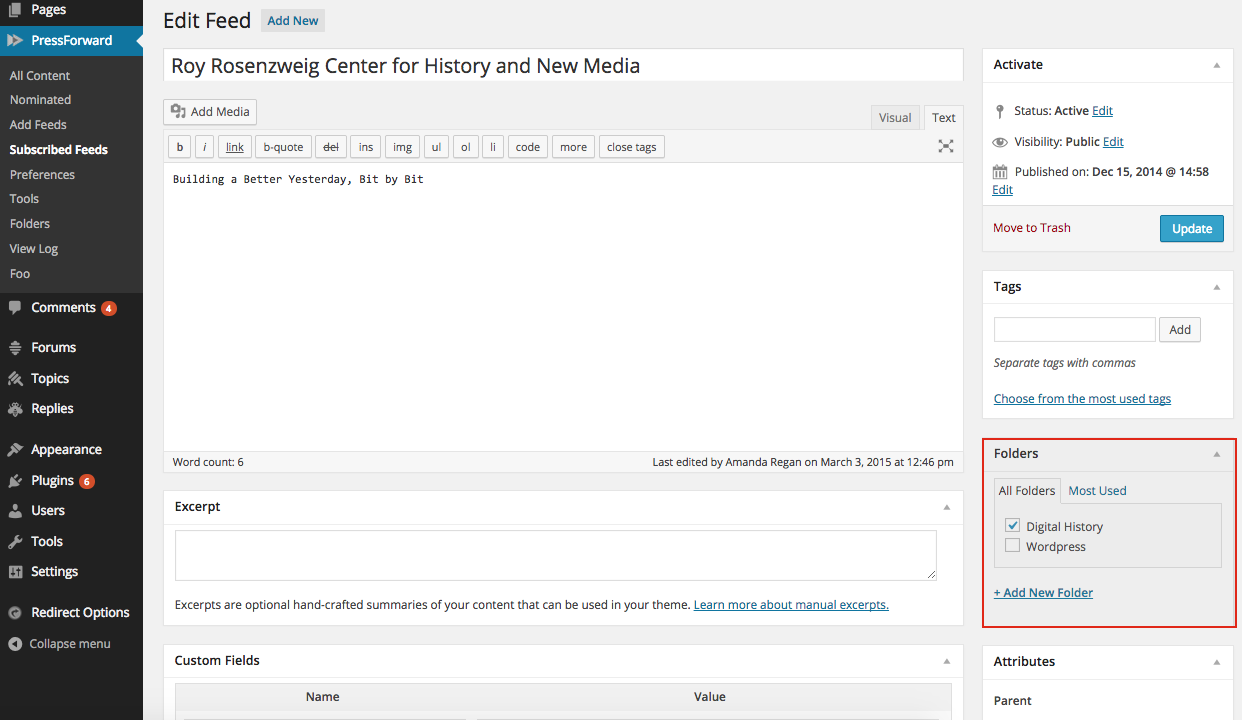 Pages
PressForward
All Content
Nominated
Add Feeds
Subscribed Feeds
Preferences
Tools
Folders
View Log
Foo
Comments 4
Forums
Topics
Replies
Appearance
Plugins 6
Users
Tools
Settings
Redirect Options
Collapse menu
Edit Feed Add New
Roy Rosenzweig Center for History and New Media
Add Media
Visual Text
b i link b-quote del ins img ul ol li code more close tags
Building a Better Yesterday, Bit by Bit
Word count: 6 Last edited by Amanda Regan on March 3, 2015 at 12:46 pm
Excerpt
Excerpts are optional hand-crafted summaries of your content that can be used in your theme. Learn more about manual excerpts.
Custom Fields
Name Value
Activate
Status: Active Edit
Visibility: Public Edit
Published on: Dec 15, 2014 @ 14:58
Edit
Move to Trash Update
Tags
Add
Separate tags with commas
Choose from the most used tags
Folders
All Folders Most Used
Digital History
Wordpress
+ Add New Folder
Attributes
Parent